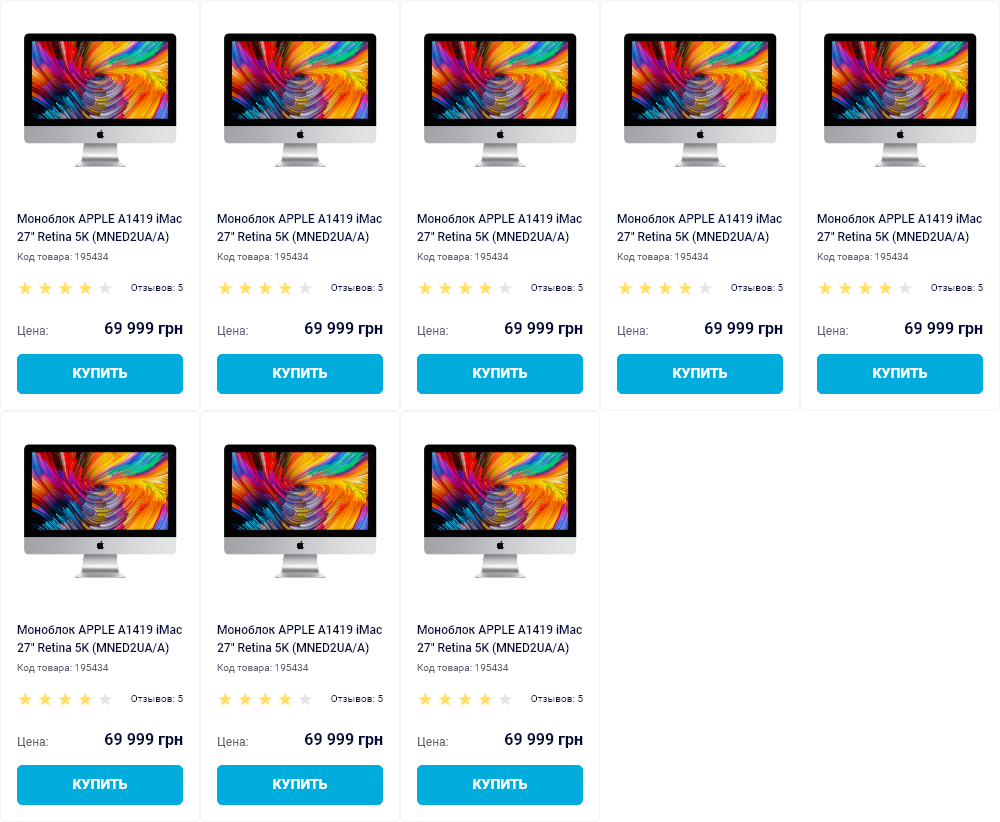 Моноблок APPLE A1419 iMac
27" Retina 5K (MNED2UA/A)
Код товара: 195434
Отзывов: 5
Цена: 69 999 грн
КУПИТЬ
Моноблок APPLE A1419 iMac
27" Retina 5K (MNED2UA/A)
Код товара: 195434
Отзывов: 5
Цена: 69 999 грн
КУПИТЬ
Моноблок APPLE A1419 iMac
27" Retina 5K (MNED2UA/A)
Код товара: 195434
Отзывов: 5
Цена: 69 999 грн
КУПИТЬ
Моноблок APPLE A1419 iMac
27" Retina 5K (MNED2UA/A)
Код товара: 195434
Отзывов: 5
Цена: 69 999 грн
КУПИТЬ
Моноблок APPLE A1419 iMac
27" Retina 5K (MNED2UA/A)
Код товара: 195434
Отзывов: 5
Цена: 69 999 грн
КУПИТЬ
Моноблок APPLE A1419 iMac
27" Retina 5K (MNED2UA/A)
Код товара: 195434
Отзывов: 5
Цена: 69 999 грн
КУПИТЬ
Моноблок APPLE A1419 iMac
27" Retina 5K (MNED2UA/A)
Код товара: 195434
Отзывов: 5
Цена: 69 999 грн
КУПИТЬ
Моноблок APPLE A1419 iMac
27" Retina 5K (MNED2UA/A)
Код товара: 195434
Отзывов: 5
Цена: 69 999 грн
КУПИТЬ